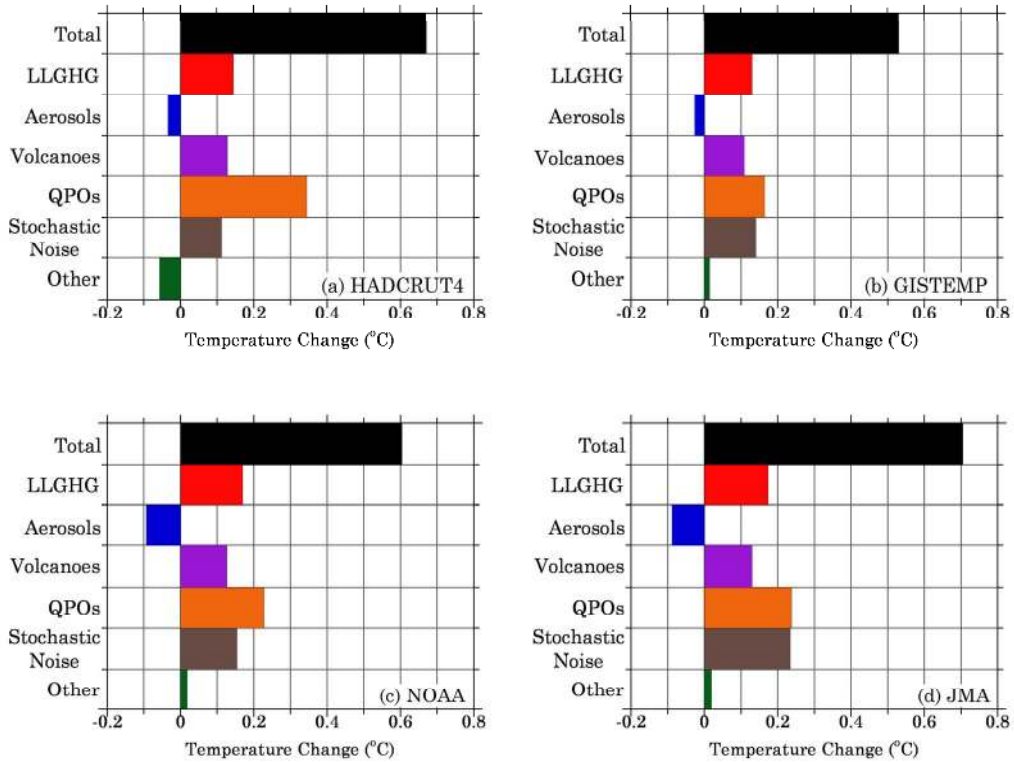 Total
LLGHG
Aerosols
Volcanoes
QPOs
Stochastic
Noise
Other
(a) HADCRUT4
-0.2 0 0.2 0.4 0.6 0.8
Temperature Change (°C)
Total
LLGHG
Aerosols
Volcanoes
QPOs
Stochastic
Noise
Other
(b) GISTEMP
-0.2 0 0.2 0.4 0.6 0.8
Temperature Change (°C)
Total
LLGHG
Aerosols
Volcanoes
QPOs
Stochastic
Noise
Other
(c) NOAA
-0.2 0 0.2 0.4 0.6 0.8
Temperature Change (°C)
Total
LLGHG
Aerosols
Volcanoes
QPOs
Stochastic
Noise
Other
(d) JMA
-0.2 0 0.2 0.4 0.6 0.8
Temperature Change (°C)